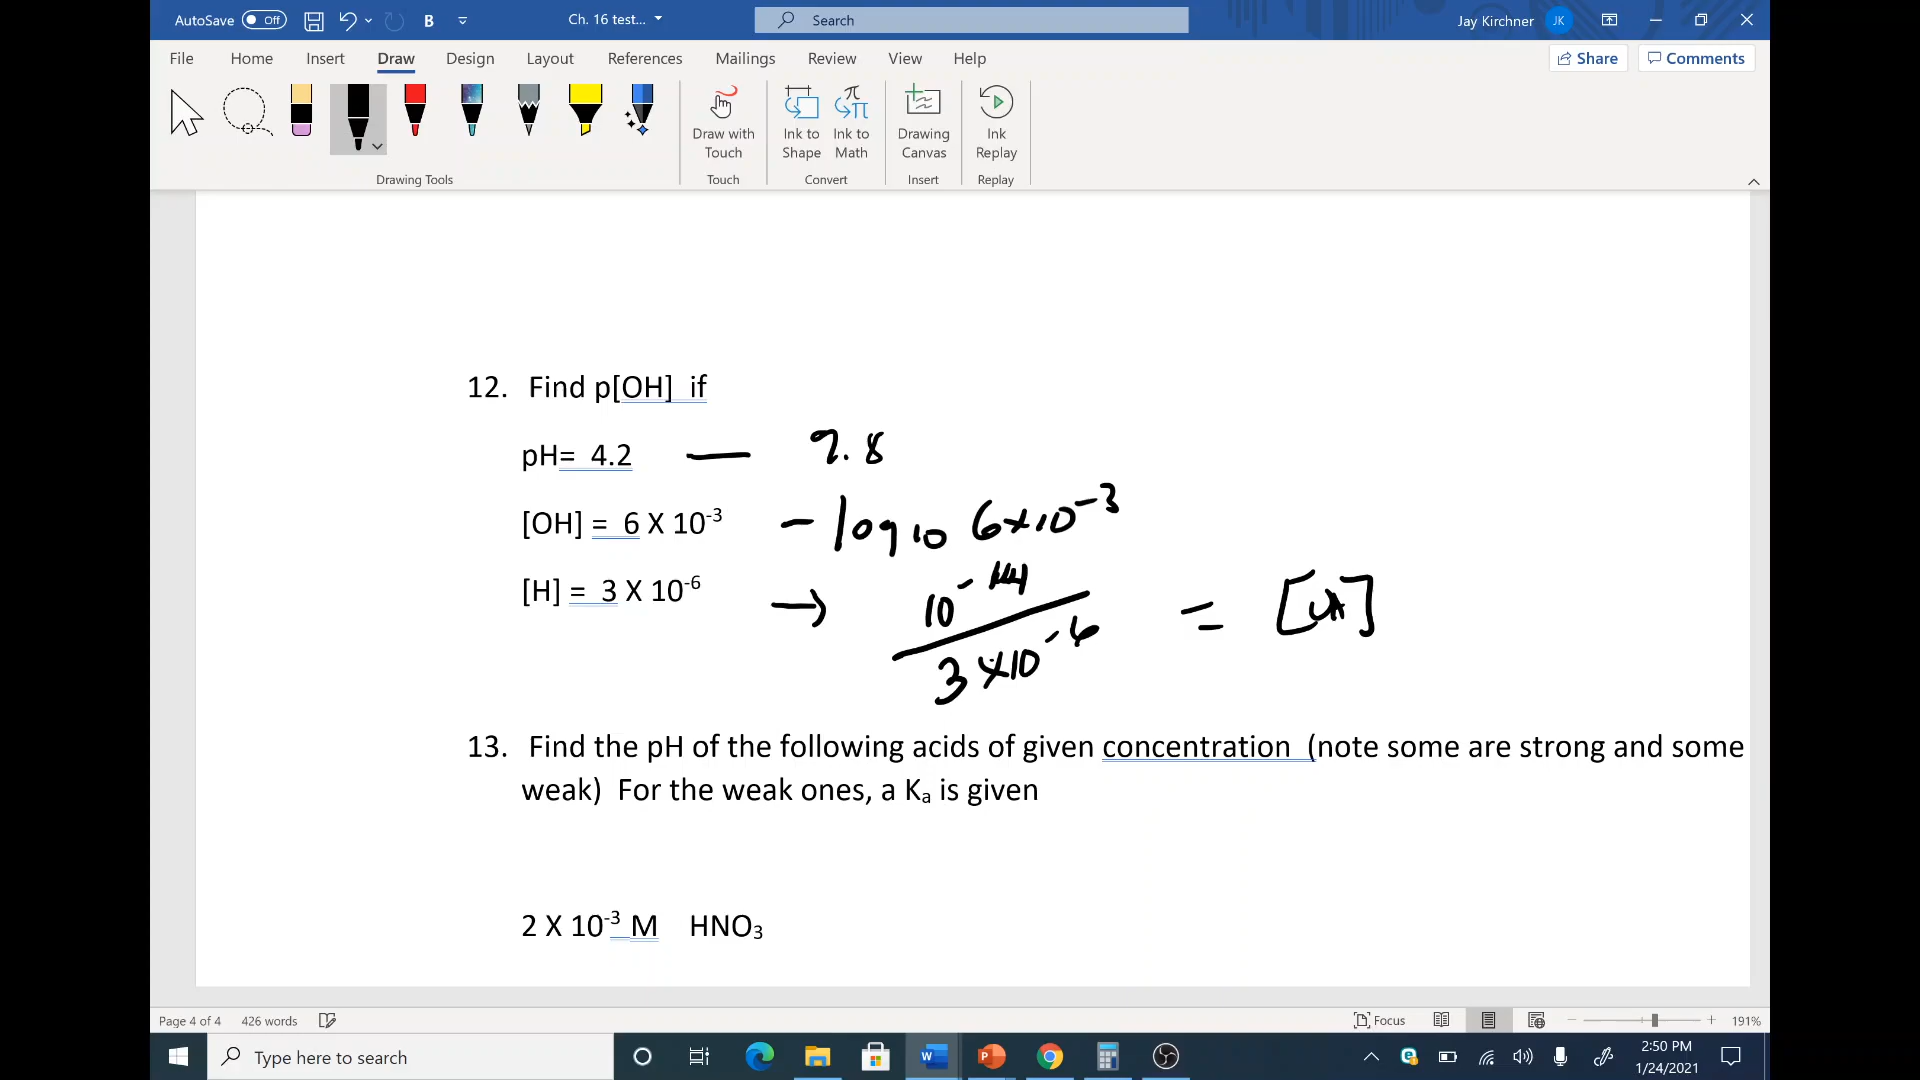 AutoSave Off B Ch. 16 test... Search Jay Kirchner JK
File Home Insert Draw Design Layout References Mailings Review View Help Share Comments
Draw with Touch Ink to Shape Ink to Math Drawing Canvas Ink Replay
Drawing Tools Touch Convert Insert Replay
12. Find p[OH] if
pH= 4.2 — 9.8
[OH] = 6 X 10⁻³ - log₁₀ 6×10⁻³
[H] = 3 X 10⁻⁶ → 10⁻¹⁴ / 3×10⁻⁶ = [OH]
13. Find the pH of the following acids of given concentration (note some are strong and some
weak) For the weak ones, a Kₐ is given
2 X 10⁻³ M HNO₃
Page 4 of 4 426 words Focus 191%
Type here to search 2:50 PM
1/24/2021